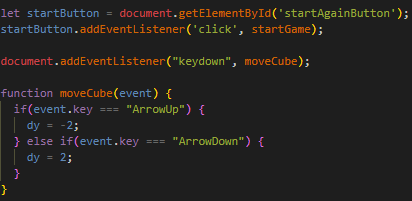 let startButton = document.getElementById('startAgainButton');
startButton.addEventListener('click', startGame);
document.addEventListener("keydown", moveCube);
function moveCube(event) {
if(event.key === "ArrowUp") {
dy = -2;
} else if(event.key === "ArrowDown") {
dy = 2;
}
}